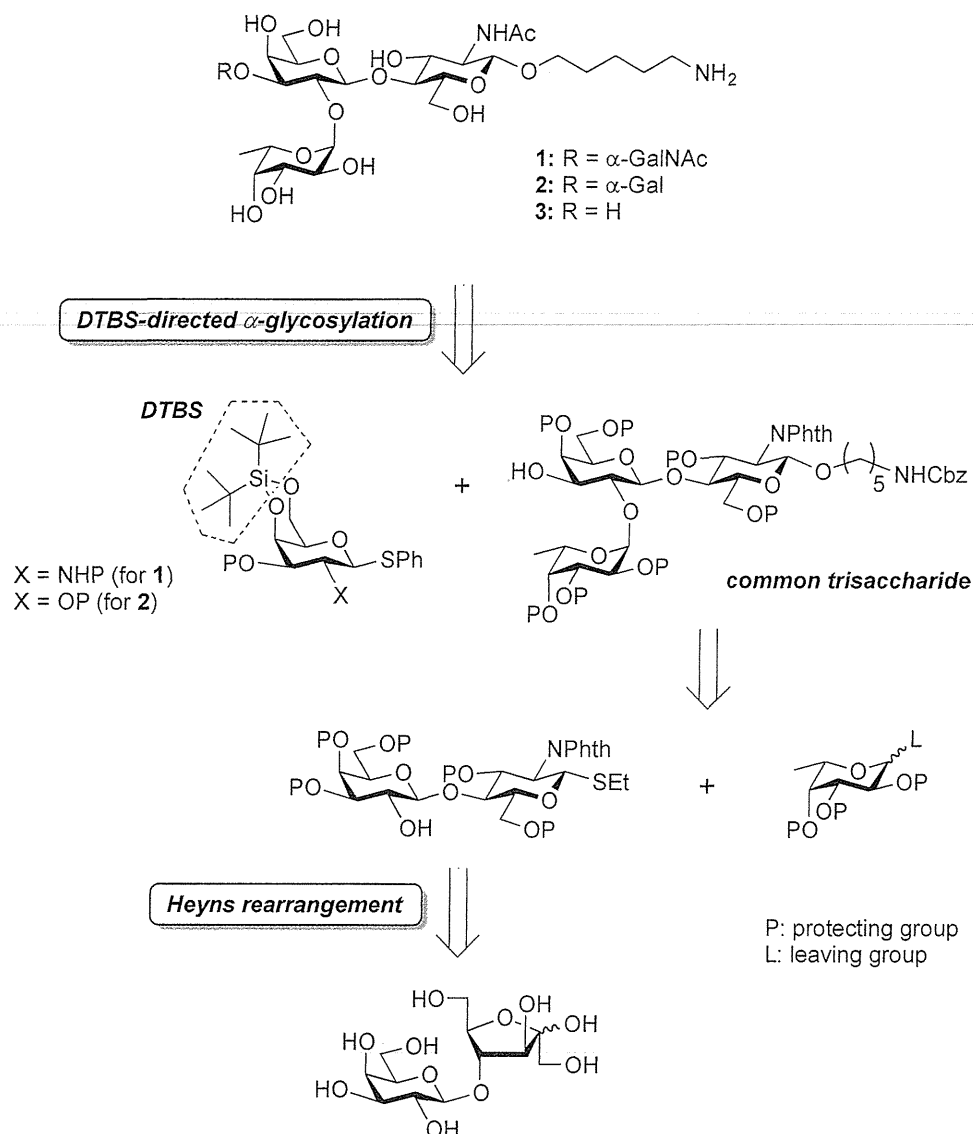 HO OH
NHAc
HO
O
O
O
O
NH2
RO
O
OH
O
OH
OH
HO
1: R = α-GalNAc
2: R = α-Gal
3: R = H
DTBS-directed α-glycosylation
DTBS
Si
O
O
O
PO
SPh
X
X = NHP (for 1)
X = OP (for 2)
+
PO OP
NPhth
HO
O
PO
O
O
O
( )5
NHCbz
O
OP
O
OP
OP
PO
common trisaccharide
PO OP
NPhth
PO
O
PO
O
O
SEt
OH
OP
+
L
O
OP
OP
PO
Heyns rearrangement
P: protecting group
L: leaving group
HO
OH
O
HO
OH
OH
HO OH
HO
O
O
OH